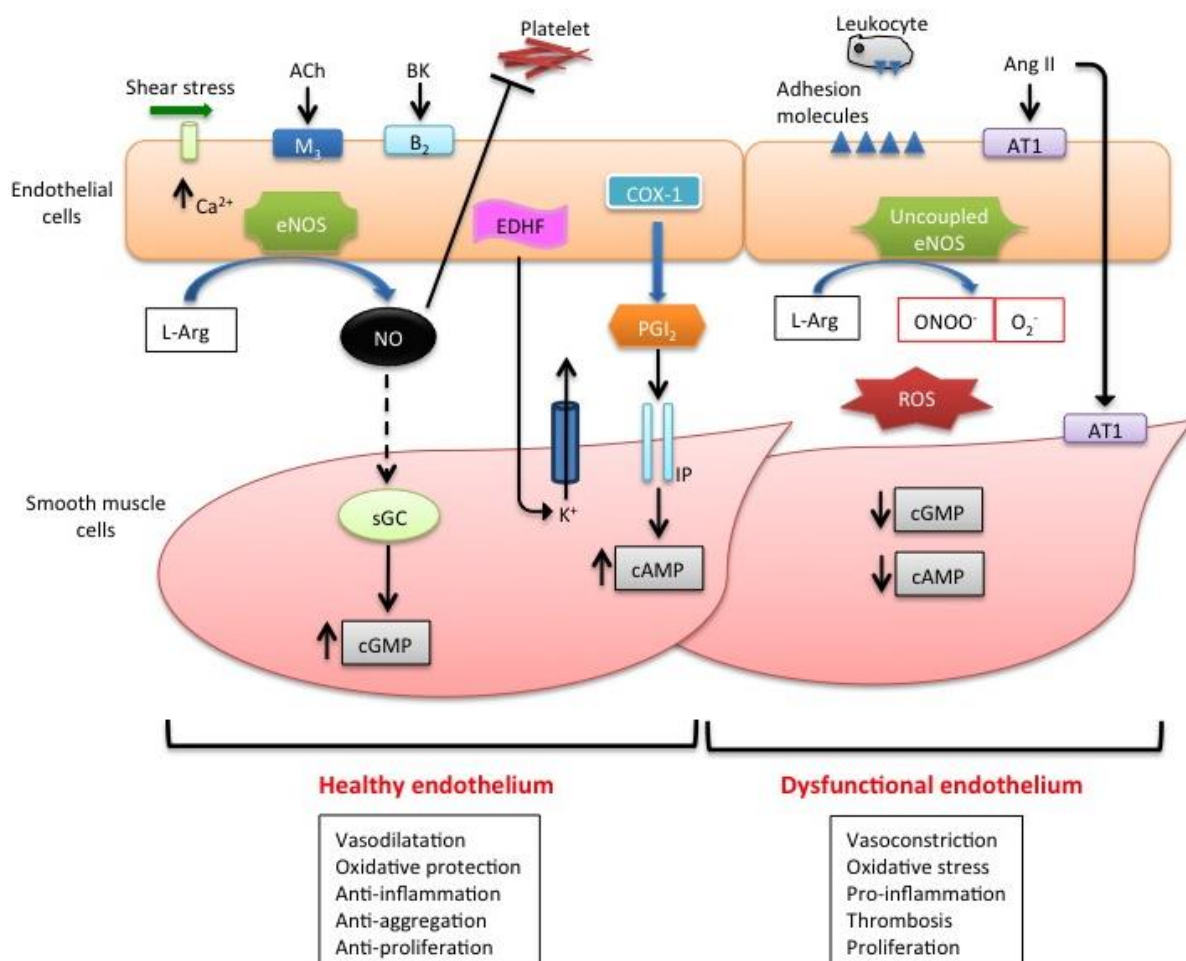 Platelet
Leukocyte
ACh
BK
Ang II
Shear stress
Adhesion
molecules
M₃
B₂
AT1
Endothelial
cells
Ca²⁺
eNOS
EDHF
COX-1
Uncoupled
eNOS
L-Arg
NO
PGI₂
L-Arg
ONOO⁻
O₂⁻
ROS
AT1
IP
Smooth muscle
cells
sGC
K⁺
cGMP
cAMP
cAMP
cGMP
Healthy endothelium
Dysfunctional endothelium
Vasodilatation
Oxidative protection
Anti-inflammation
Anti-aggregation
Anti-proliferation
Vasoconstriction
Oxidative stress
Pro-inflammation
Thrombosis
Proliferation